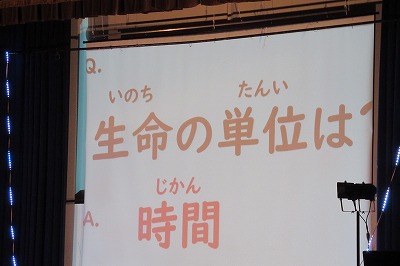 Q.
いのち たんい
生命の単位は?
じかん
A. 時間